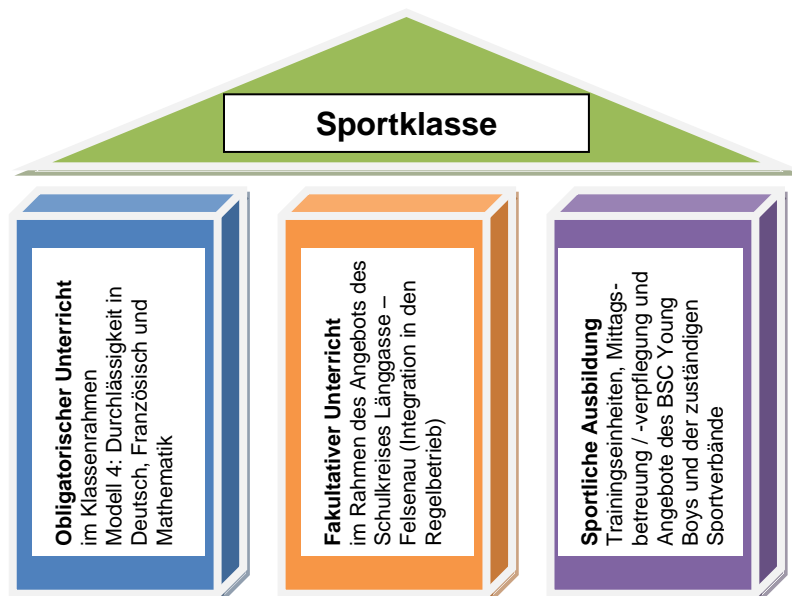 Sportklasse
Obligatorischer Unterricht
im Klassenrahmen
Modell 4: Durchlässigkeit in
Deutsch, Französisch und
Mathematik
Fakultativer Unterricht
im Rahmen des Angebots des
Schulkreises Länggasse –
Felsenau (Integration in den
Regelbetrieb)
Sportliche Ausbildung
Trainingseinheiten, Mittags-
betreuung / -verpflegung und
Angebote des BSC Young
Boys und der zuständigen
Sportverbände